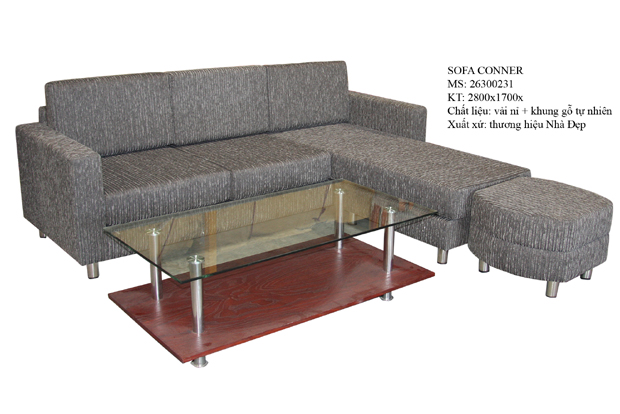 SOFA CONNER
MS: 26300231
KT: 2800x1700x
Chất liệu: vải nỉ + khung gỗ tự nhiên
Xuất xứ: thương hiệu Nhà Đẹp